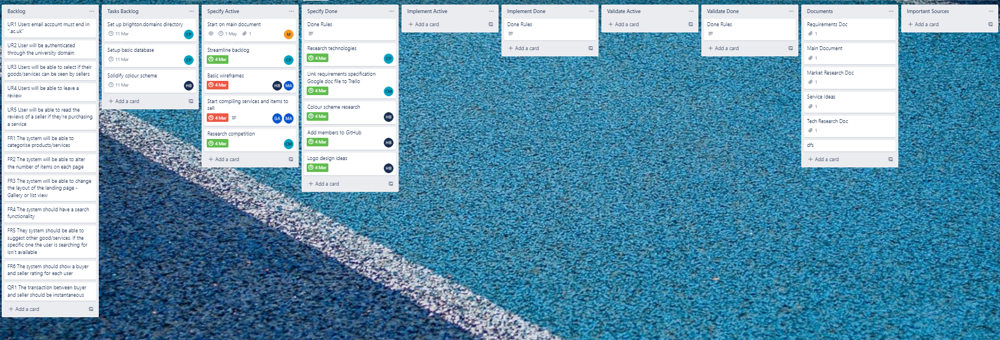 Backlog
UR1 Users email account must end in
".ac.uk"
UR2 User will be authenticated
through the university domain
UR3 Users will be able to select if their
goods/services can be seen by sellers
UR4 Users will be able to leave a
review
UR5 User will be able to read the
reviews of a seller if they're purchasing
a service
FR1 The system will be able to
categorise products/services
FR2 The system will be able to alter
the number of items on each page
FR3 The system will be able to change
the layout of the landing page -
Gallery or list view
FR4 The system should have a search
functionality
FR5 They system should be able to
suggest other good/services, if the
specific one the user is searching for
isn't available
FR6 The system should show a buyer
and seller rating for each user
QR1 The transaction between buyer
and seller should be instantaneous
+ Add a card
Tasks Backlog
Set up brighton.domains directory
11 Mar CP
Setup basic database
11 Mar CP
Solidify colour scheme
11 Mar HB
+ Add a card
Specify Active
Start on main document
1 May 1 M
Streamline backlog
4 Mar CP
Basic wireframes
4 Mar HB MA
Start compiling services and items to
sell
4 Mar GA MA
Research competition
4 Mar CM
+ Add a card
Specify Done
Done Rules
Research technologies
4 Mar CP
Link requirements specification
Google doc file to Trello
4 Mar CM
Colour scheme research
4 Mar HB
Add members to GitHub
4 Mar HB
Logo design ideas
4 Mar HB
+ Add a card
Implement Active
+ Add a card
Implement Done
Done Rules
+ Add a card
Validate Active
+ Add a card
Validate Done
Done Rules
+ Add a card
Documents
Requirements Doc
1
Main Document
1
Market Research Doc
1
Service Ideas
1
Tech Research Doc
1
dfs
+ Add a card
Important Sources
+ Add a card